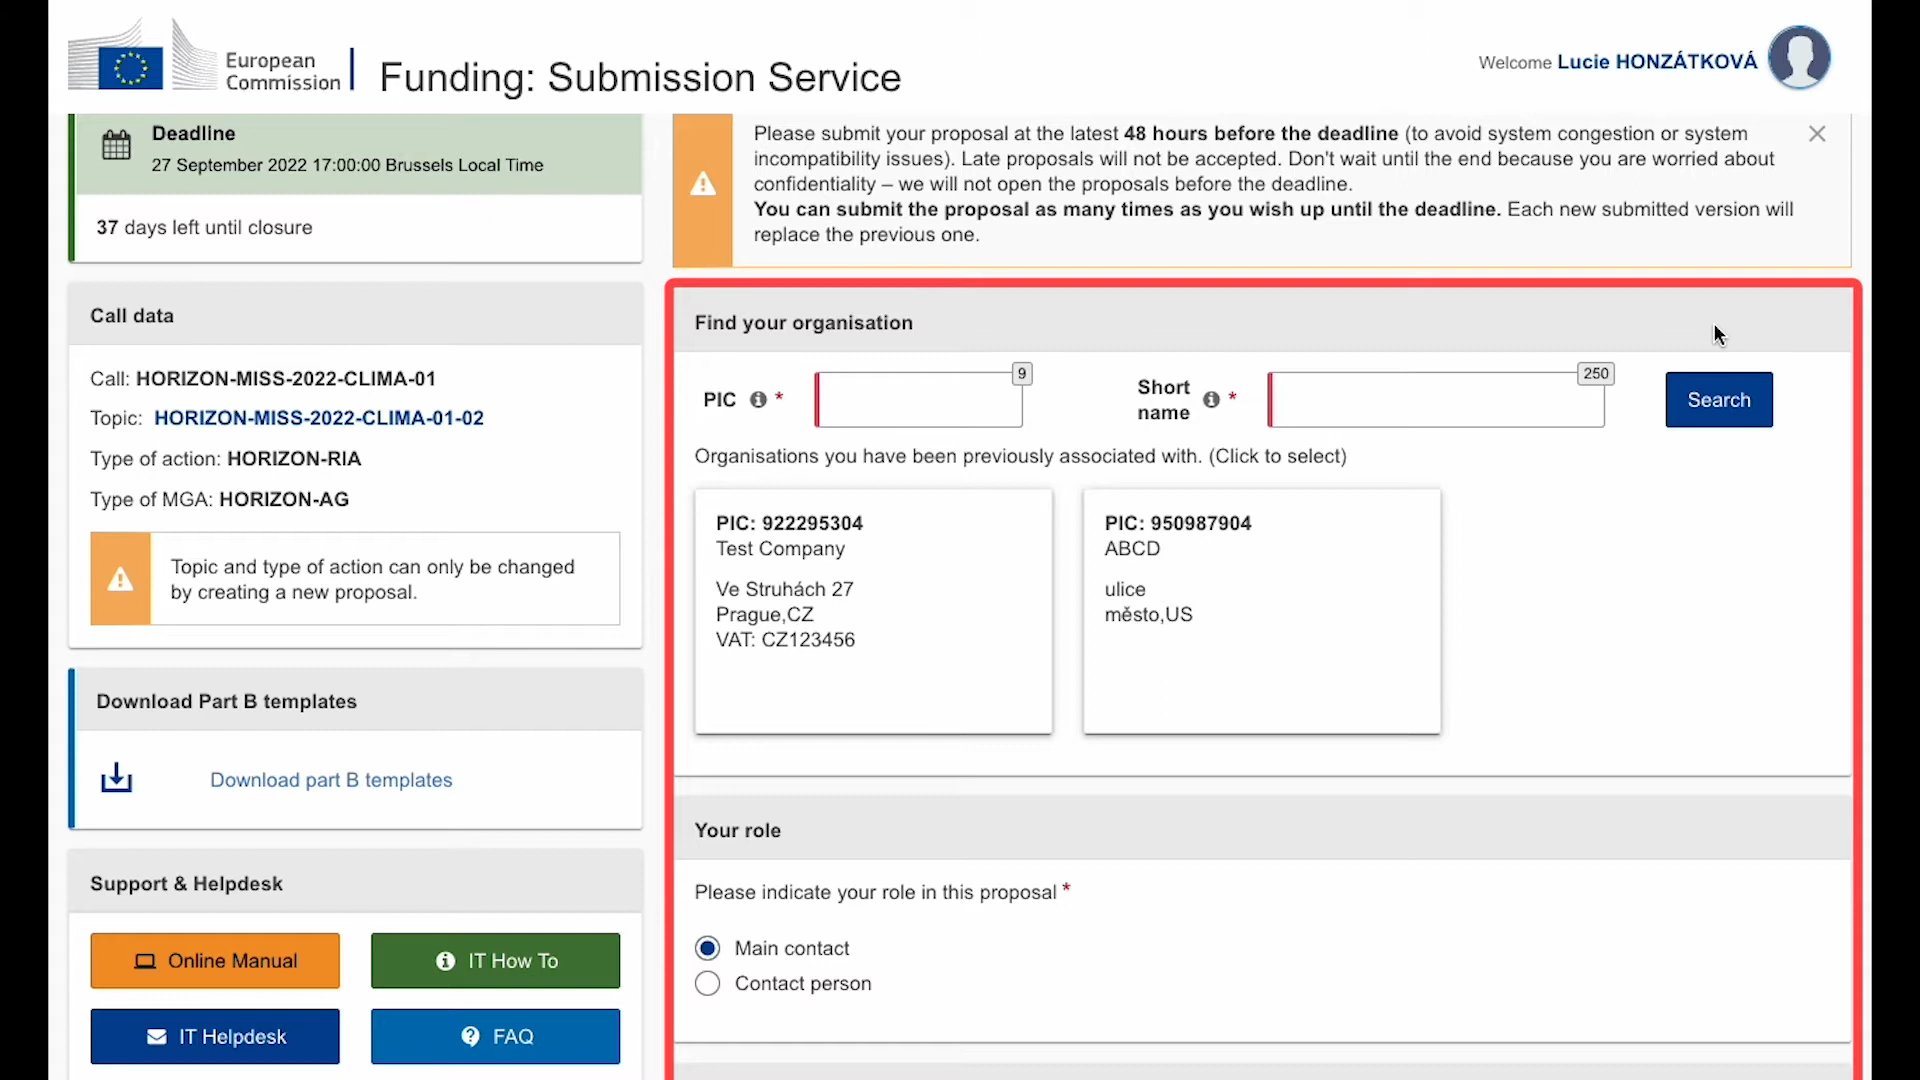 European
Commission
Funding: Submission Service
Welcome Lucie HONZÁTKOVÁ
Deadline
27 September 2022 17:00:00 Brussels Local Time
37 days left until closure
Call data
Call: HORIZON-MISS-2022-CLIMA-01
Topic: HORIZON-MISS-2022-CLIMA-01-02
Type of action: HORIZON-RIA
Type of MGA: HORIZON-AG
Topic and type of action can only be changed
by creating a new proposal.
Download Part B templates
Download part B templates
Support & Helpdesk
Online Manual
IT How To
IT Helpdesk
FAQ
Please submit your proposal at the latest 48 hours before the deadline (to avoid system congestion or system
incompatibility issues). Late proposals will not be accepted. Don't wait until the end because you are worried about
confidentiality – we will not open the proposals before the deadline.
You can submit the proposal as many times as you wish up until the deadline. Each new submitted version will
replace the previous one.
Find your organisation
PIC *
9
Short
name *
250
Search
Organisations you have been previously associated with. (Click to select)
PIC: 922295304
Test Company
Ve Struhách 27
Prague,CZ
VAT: CZ123456
PIC: 950987904
ABCD
ulice
město,US
Your role
Please indicate your role in this proposal *
Main contact
Contact person